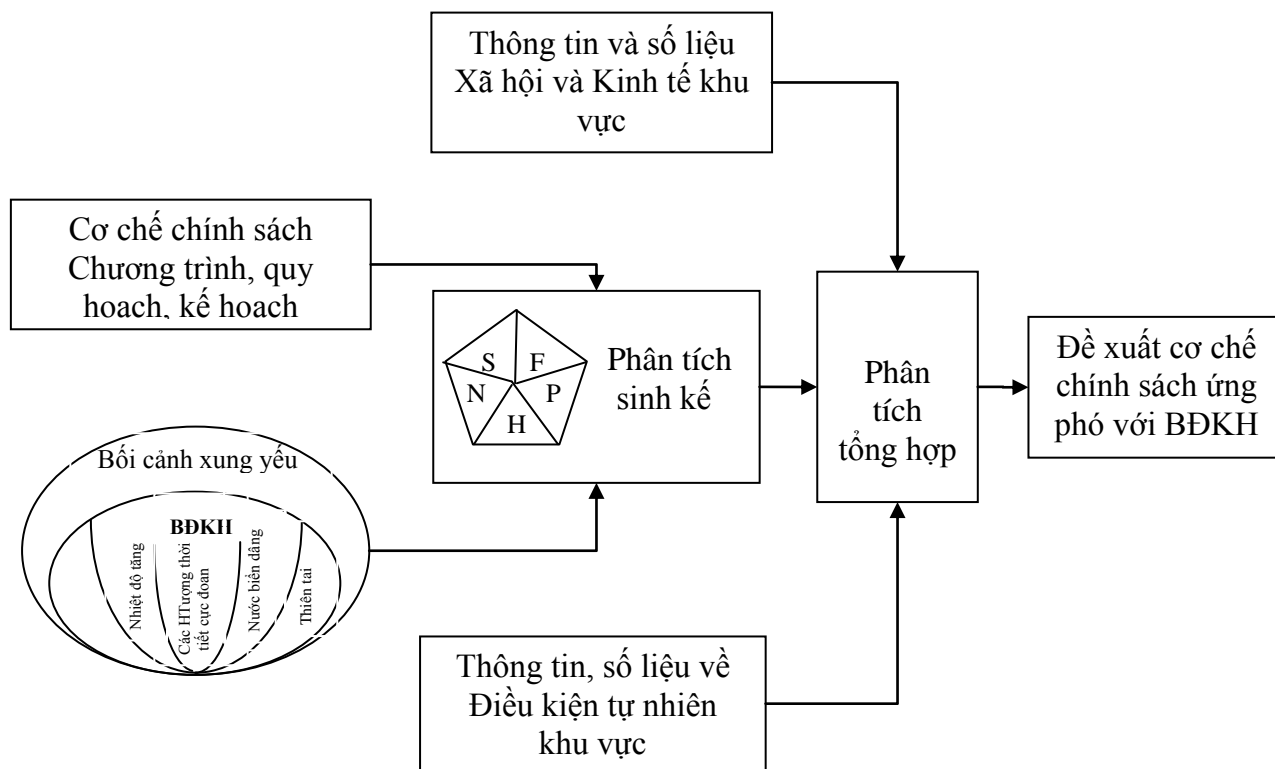 Thông tin và số liệu
Xã hội và Kinh tế khu
vực
Cơ chế chính sách
Chương trình, quy
hoach, kế hoach
S
F
N
P
H
Phân tích
sinh kế
Phân
tích
tổng hợp
Đề xuất cơ chế
chính sách ứng
phó với BĐKH
Bối cảnh xung yếu
BĐKH
Nhiệt độ tăng
Các HTượng thời
tiết cực đoan
Nước biển dâng
Thiên tai
Thông tin, số liệu về
Điều kiện tự nhiên
khu vực